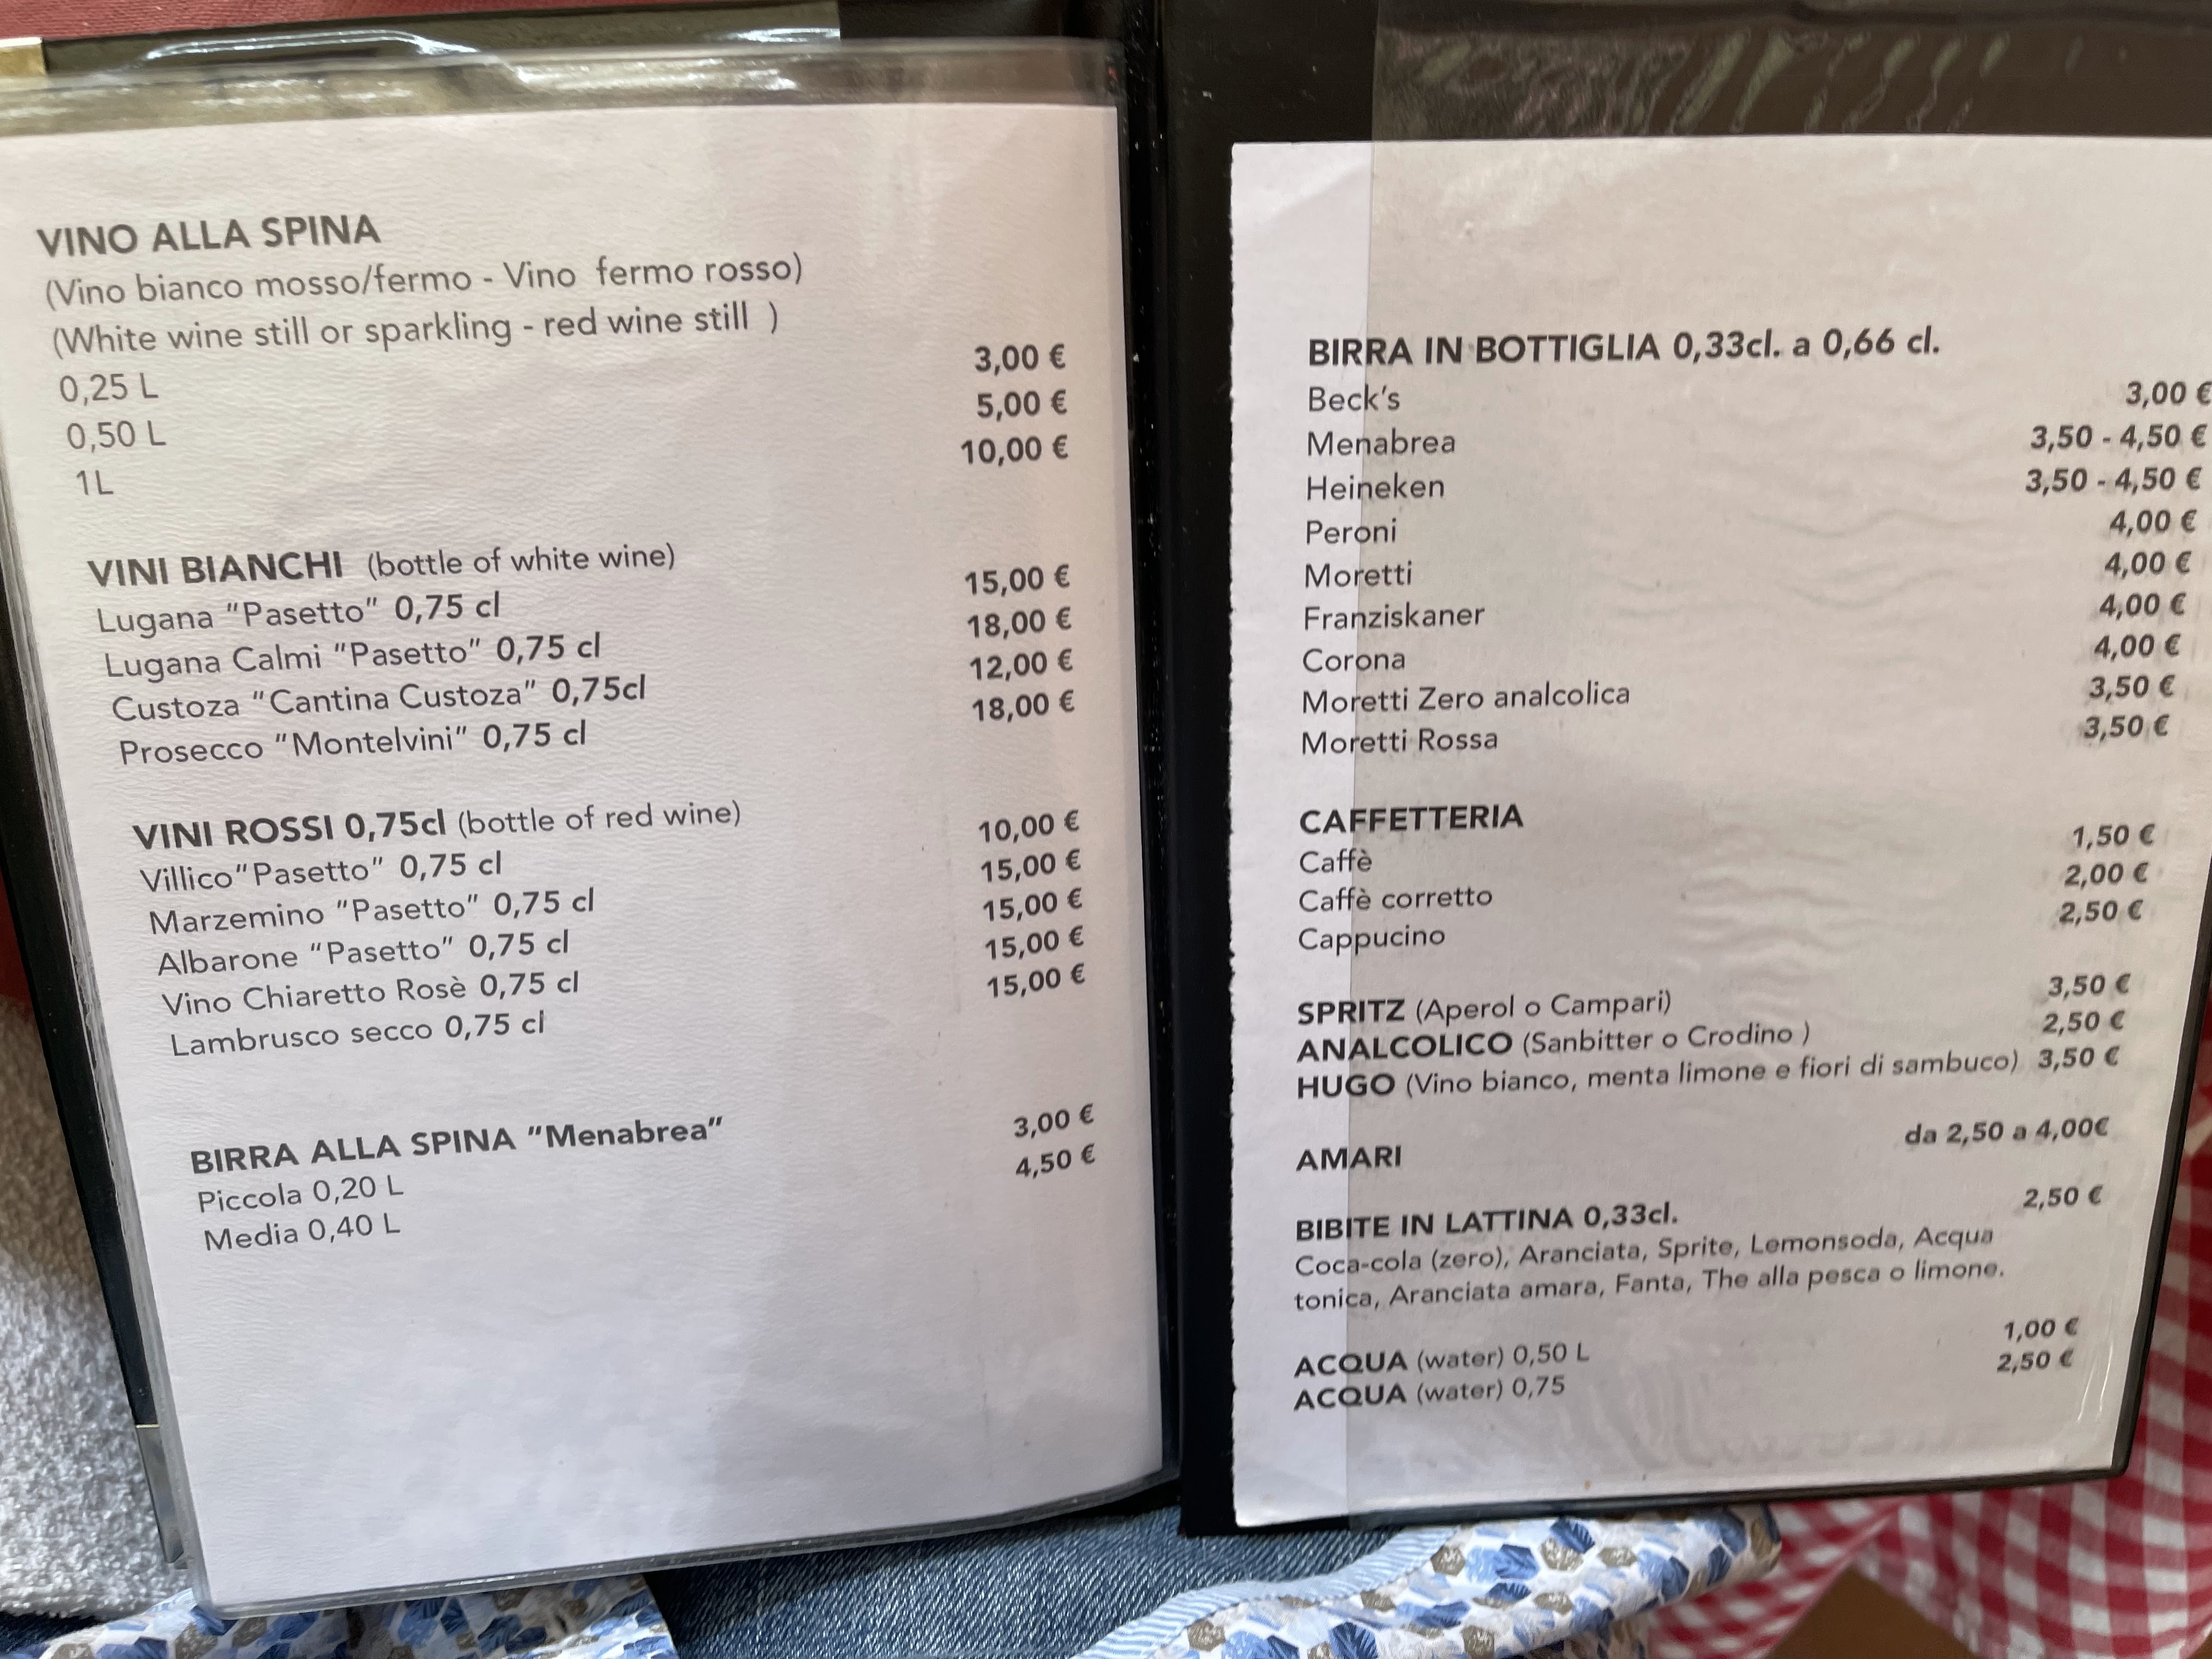 VINO ALLA SPINA
(Vino bianco mosso/fermo - Vino fermo rosso)
(White wine still or sparkling - red wine still )
0,25 L 3,00 €
0,50 L 5,00 €
1L 10,00 €
VINI BIANCHI (bottle of white wine)
Lugana "Pasetto" 0,75 cl 15,00 €
Lugana Calmi "Pasetto" 0,75 cl 18,00 €
Custoza "Cantina Custoza" 0,75cl 12,00 €
Prosecco "Montelvini" 0,75 cl 18,00 €
VINI ROSSI 0,75cl (bottle of red wine)
Villico"Pasetto" 0,75 cl 10,00 €
Marzemino "Pasetto" 0,75 cl 15,00 €
Albarone "Pasetto" 0,75 cl 15,00 €
Vino Chiaretto Rosè 0,75 cl 15,00 €
Lambrusco secco 0,75 cl 15,00 €
BIRRA ALLA SPINA "Menabrea"
Piccola 0,20 L 3,00 €
Media 0,40 L 4,50 €
BIRRA IN BOTTIGLIA 0,33cl. a 0,66 cl.
Beck's 3,00 €
Menabrea 3,50 - 4,50 €
Heineken 3,50 - 4,50 €
Peroni 4,00 €
Moretti 4,00 €
Franziskaner 4,00 €
Corona 4,00 €
Moretti Zero analcolica 3,50 €
Moretti Rossa 3,50 €
CAFFETTERIA
Caffè 1,50 €
Caffè corretto 2,00 €
Cappucino 2,50 €
SPRITZ (Aperol o Campari) 3,50 €
ANALCOLICO (Sanbitter o Crodino ) 2,50 €
HUGO (Vino bianco, menta limone e fiori di sambuco) 3,50 €
AMARI da 2,50 a 4,00€
BIBITE IN LATTINA 0,33cl. 2,50 €
Coca-cola (zero), Aranciata, Sprite, Lemonsoda, Acqua
tonica, Aranciata amara, Fanta, The alla pesca o limone.
ACQUA (water) 0,50 L 1,00 €
ACQUA (water) 0,75 2,50 €